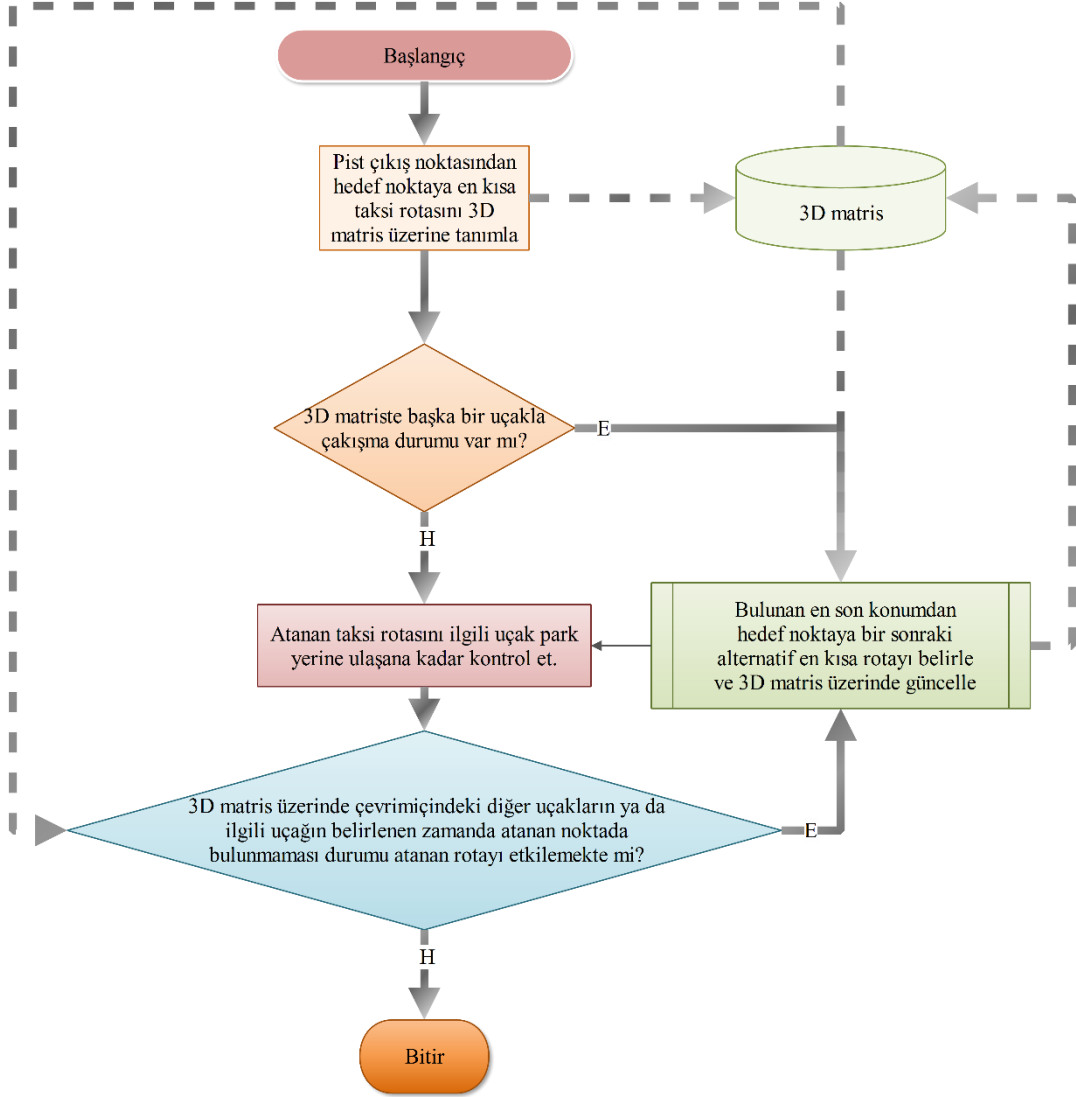 Başlangıç
Pist çıkış noktasından
hedef noktaya en kısa
taksi rotasını 3D
matris üzerine tanımla
3D matris
3D matriste başka bir uçakla
çakışma durumu var mı?
E
H
Atanan taksi rotasını ilgili uçak park
yerine ulaşana kadar kontrol et.
Bulunan en son konumdan
hedef noktaya bir sonraki
alternatif en kısa rotayı belirle
ve 3D matris üzerinde güncelle
3D matris üzerinde çevrimiçindeki diğer uçakların ya da
ilgili uçağın belirlenen zamanda atanan noktada
bulunmaması durumu atanan rotayı etkilemekte mi?
E
H
Bitir